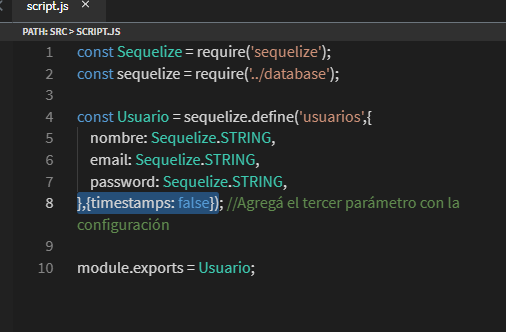 script.js ×
PATH: SRC > SCRIPT.JS
1 const Sequelize = require('sequelize');
2 const sequelize = require('../database');
3
4 const Usuario = sequelize.define('usuarios',{
5 nombre: Sequelize.STRING,
6 email: Sequelize.STRING,
7 password: Sequelize.STRING,
8 },{timestamps: false}); //Agregá el tercer parámetro con la
configuración
9
10 module.exports = Usuario;